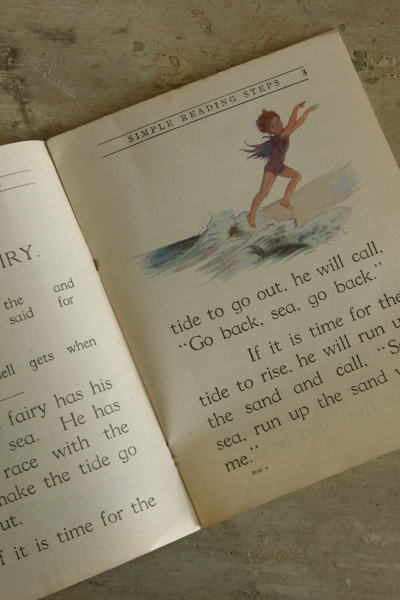 IRY.
the and
said for
ell gets when
fairy has his
sea. He has
race with the
make the tide go
ut.
f it is time for the
SIMPLE READING STEPS 3
tide to go out, he will call,
"Go back, sea, go back."
If it is time for the
tide to rise, he will run u
the sand and call, "S
sea, run up the sand w
me."